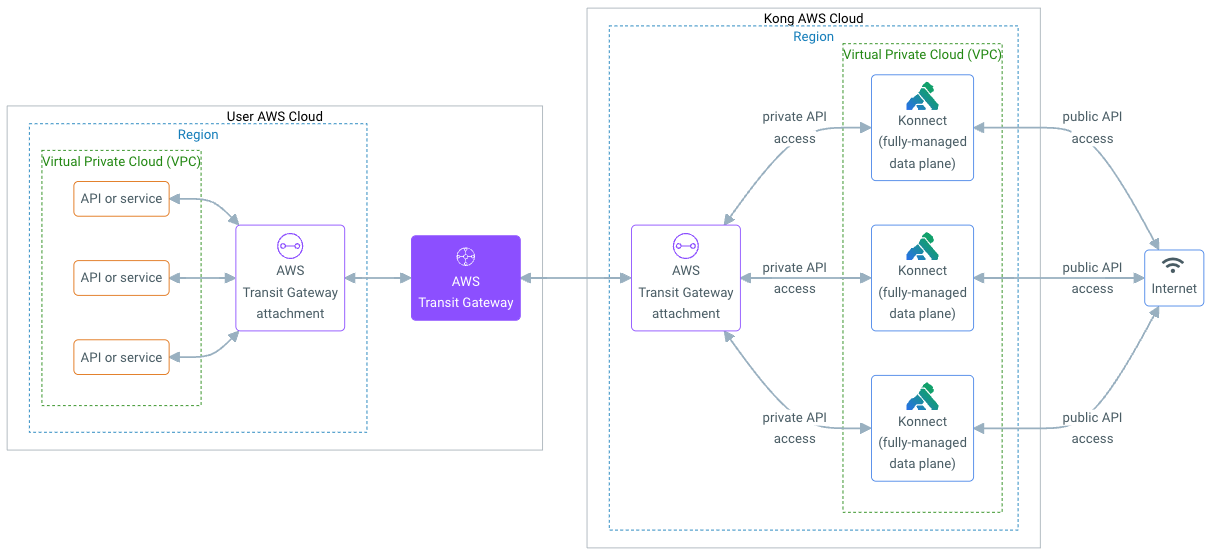 User AWS Cloud
Region
Virtual Private Cloud (VPC)
API or service
API or service
API or service
AWS
Transit Gateway
attachment
AWS
Transit Gateway
Kong AWS Cloud
Region
Virtual Private Cloud (VPC)
AWS
Transit Gateway
attachment
private API
access
private API
access
private API
access
Konnect
(fully-managed
data plane)
Konnect
(fully-managed
data plane)
Konnect
(fully-managed
data plane)
public API
access
public API
access
public API
access
Internet